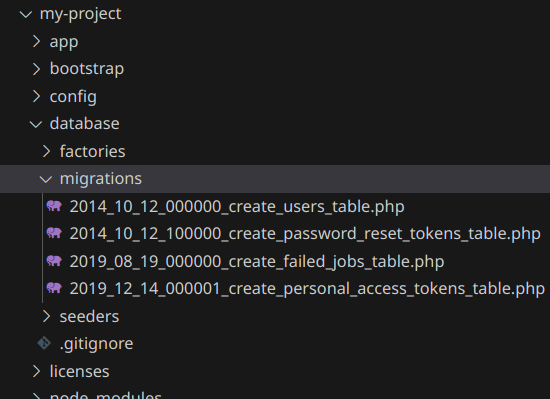 my-project
app
bootstrap
config
database
factories
migrations
2014_10_12_000000_create_users_table.php
2014_10_12_100000_create_password_reset_tokens_table.php
2019_08_19_000000_create_failed_jobs_table.php
2019_12_14_000001_create_personal_access_tokens_table.php
seeders
.gitignore
licenses
node_modules